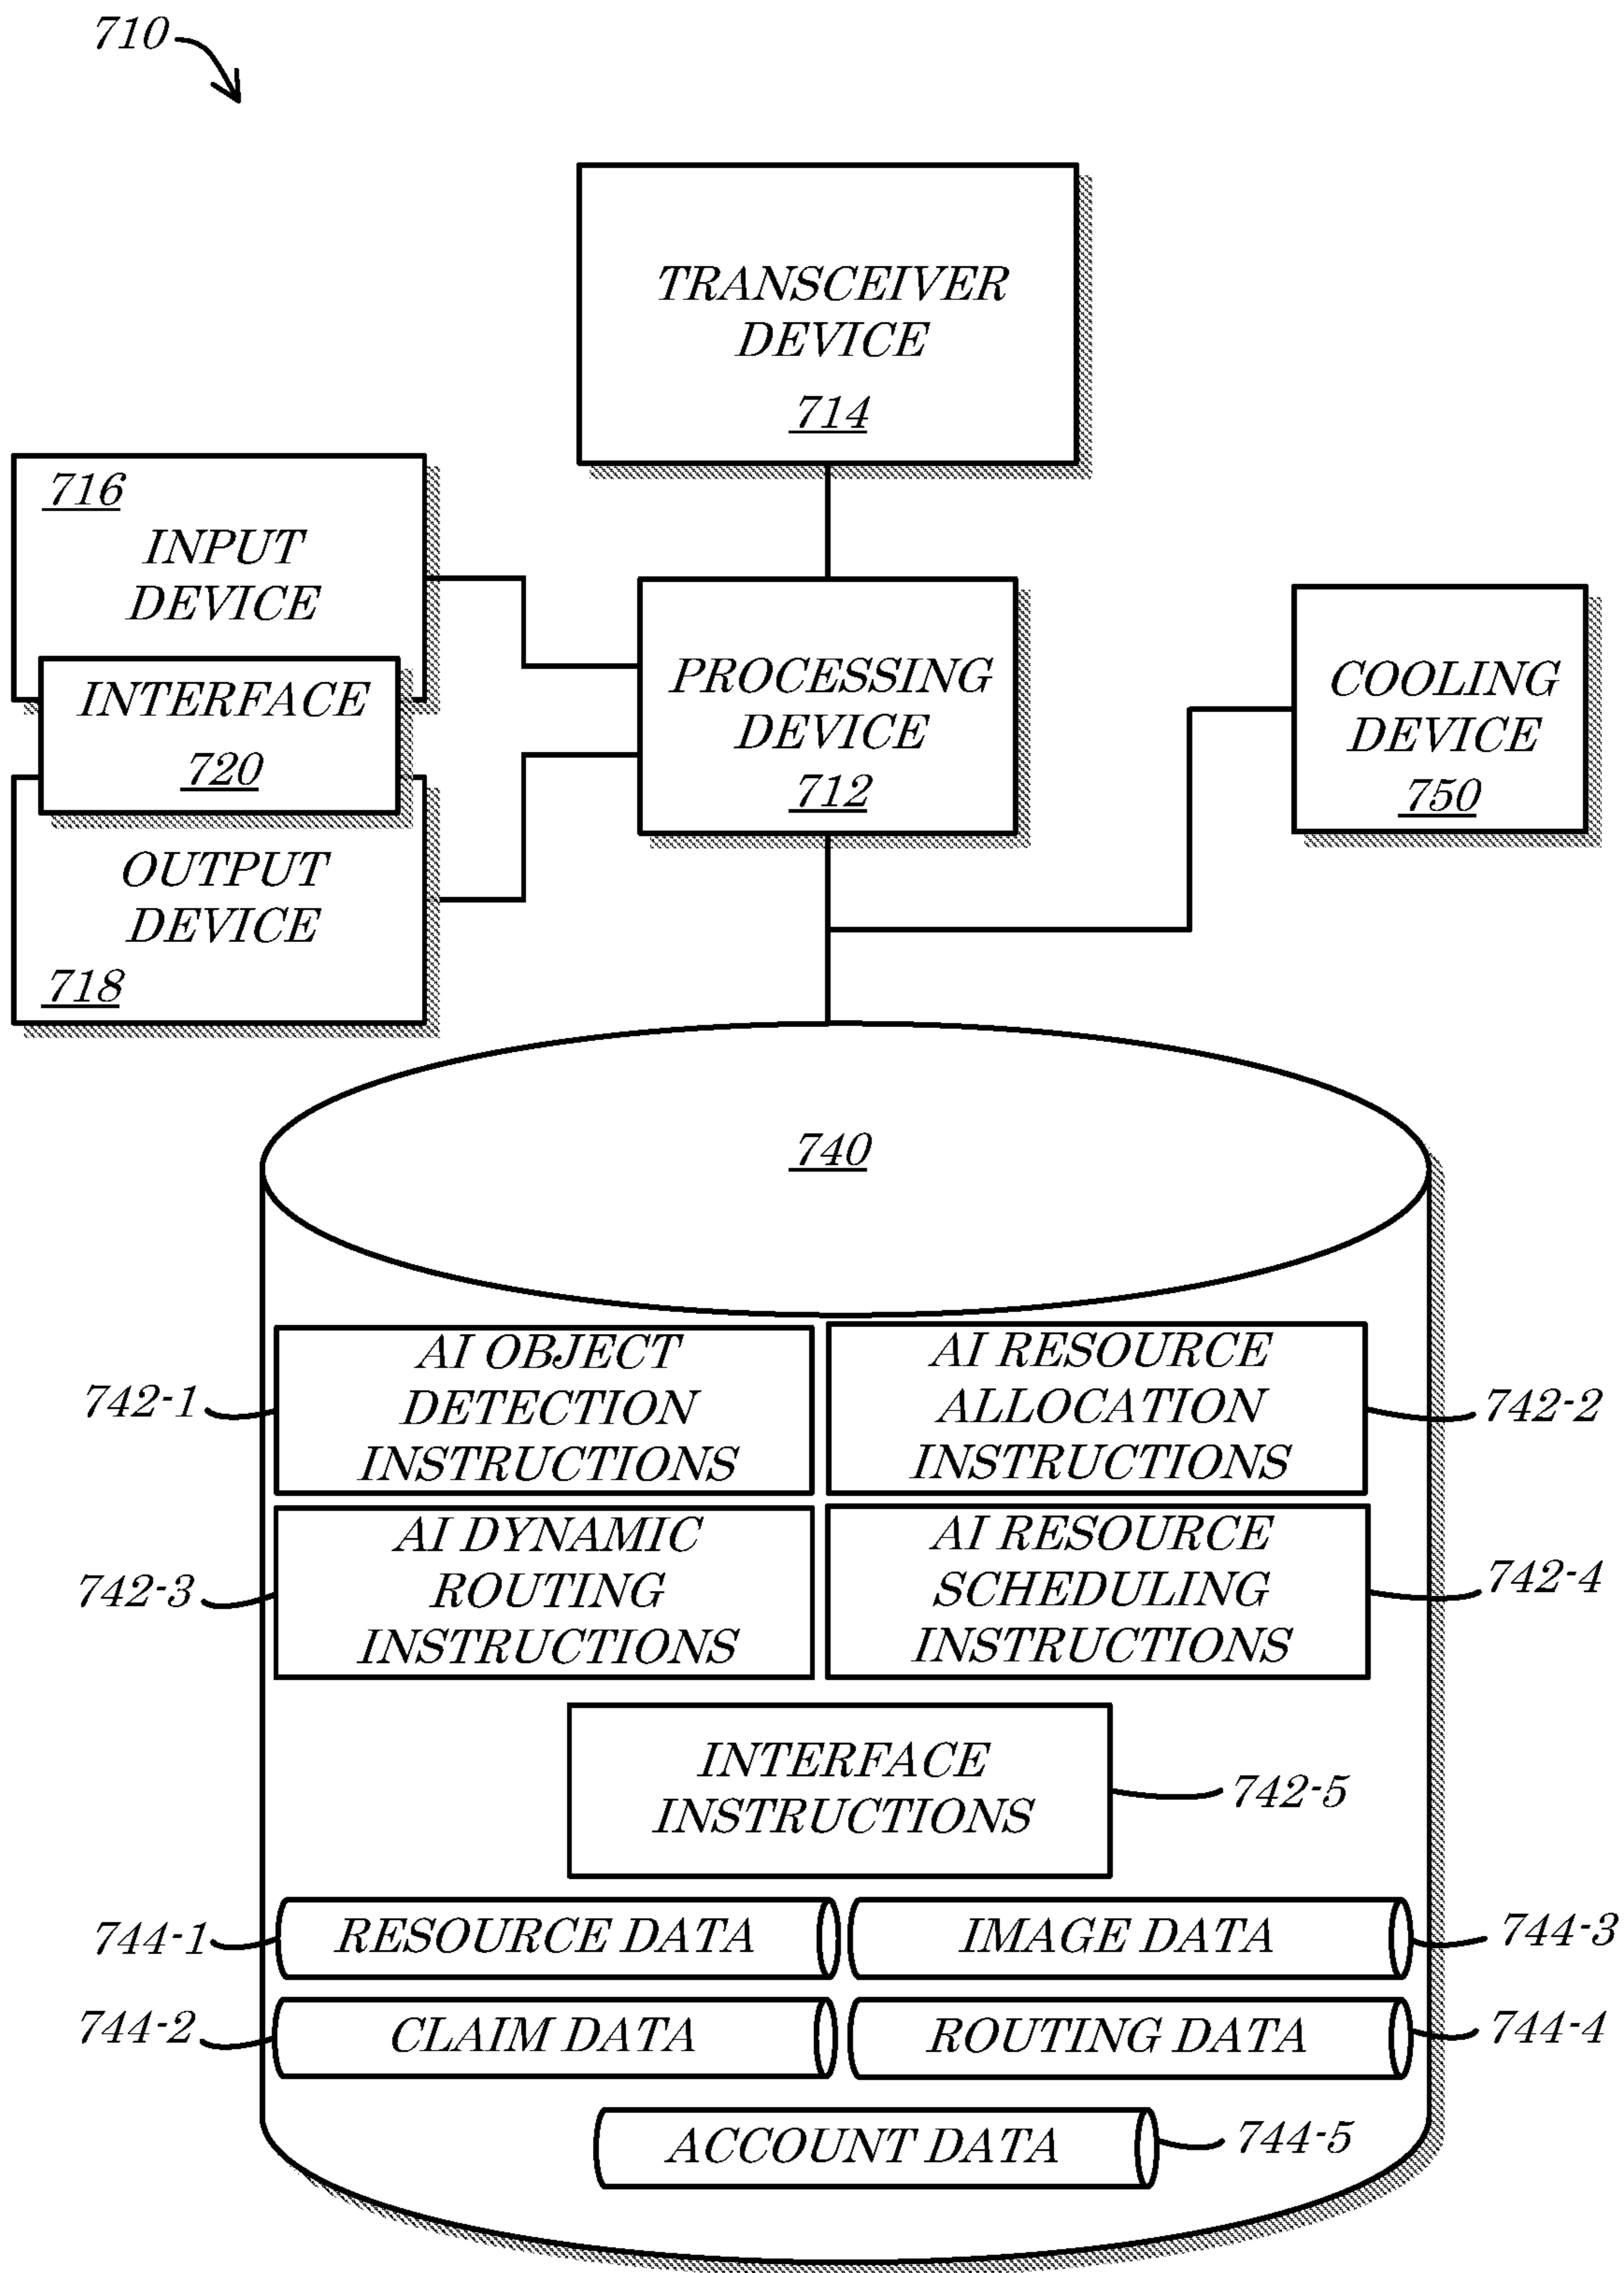 710
TRANSCEIVER
DEVICE
714
716
INPUT
DEVICE
INTERFACE
720
OUTPUT
DEVICE
718
PROCESSING
DEVICE
712
COOLING
DEVICE
750
740
AI OBJECT
DETECTION
INSTRUCTIONS
742-1
AI RESOURCE
ALLOCATION
INSTRUCTIONS
742-2
AI DYNAMIC
ROUTING
INSTRUCTIONS
742-3
AI RESOURCE
SCHEDULING
INSTRUCTIONS
742-4
INTERFACE
INSTRUCTIONS
742-5
744-1
RESOURCE DATA
IMAGE DATA
744-3
744-2
CLAIM DATA
ROUTING DATA
744-4
ACCOUNT DATA
744-5